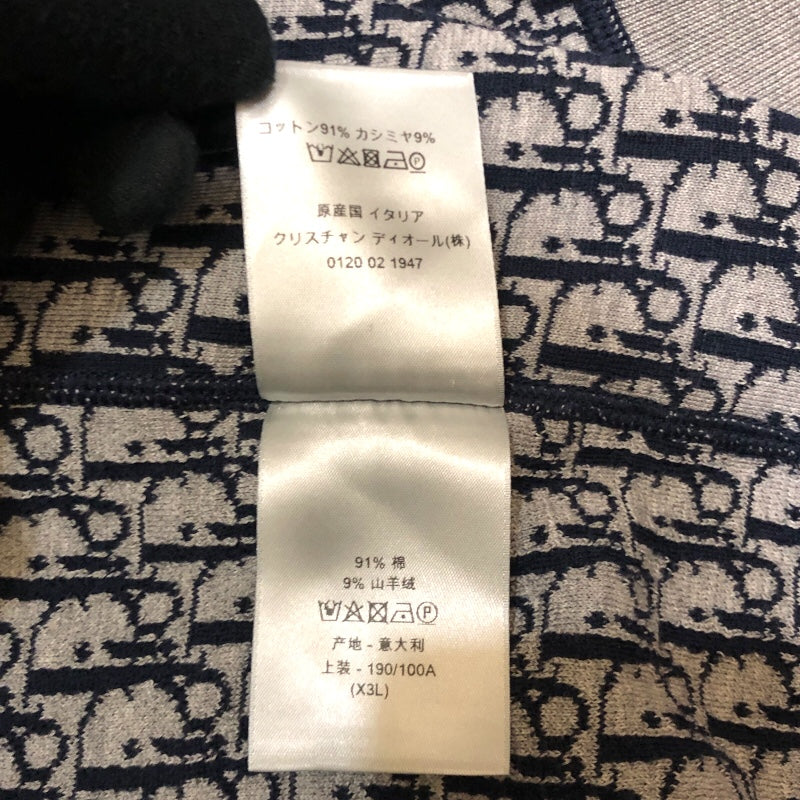 コットン91% カシミヤ9%
原産国 イタリア
クリスチャン ディオール(株)
0120 02 1947
91% 棉
9% 山羊绒
产地 - 意大利
上装 - 190/100A
(X3L)